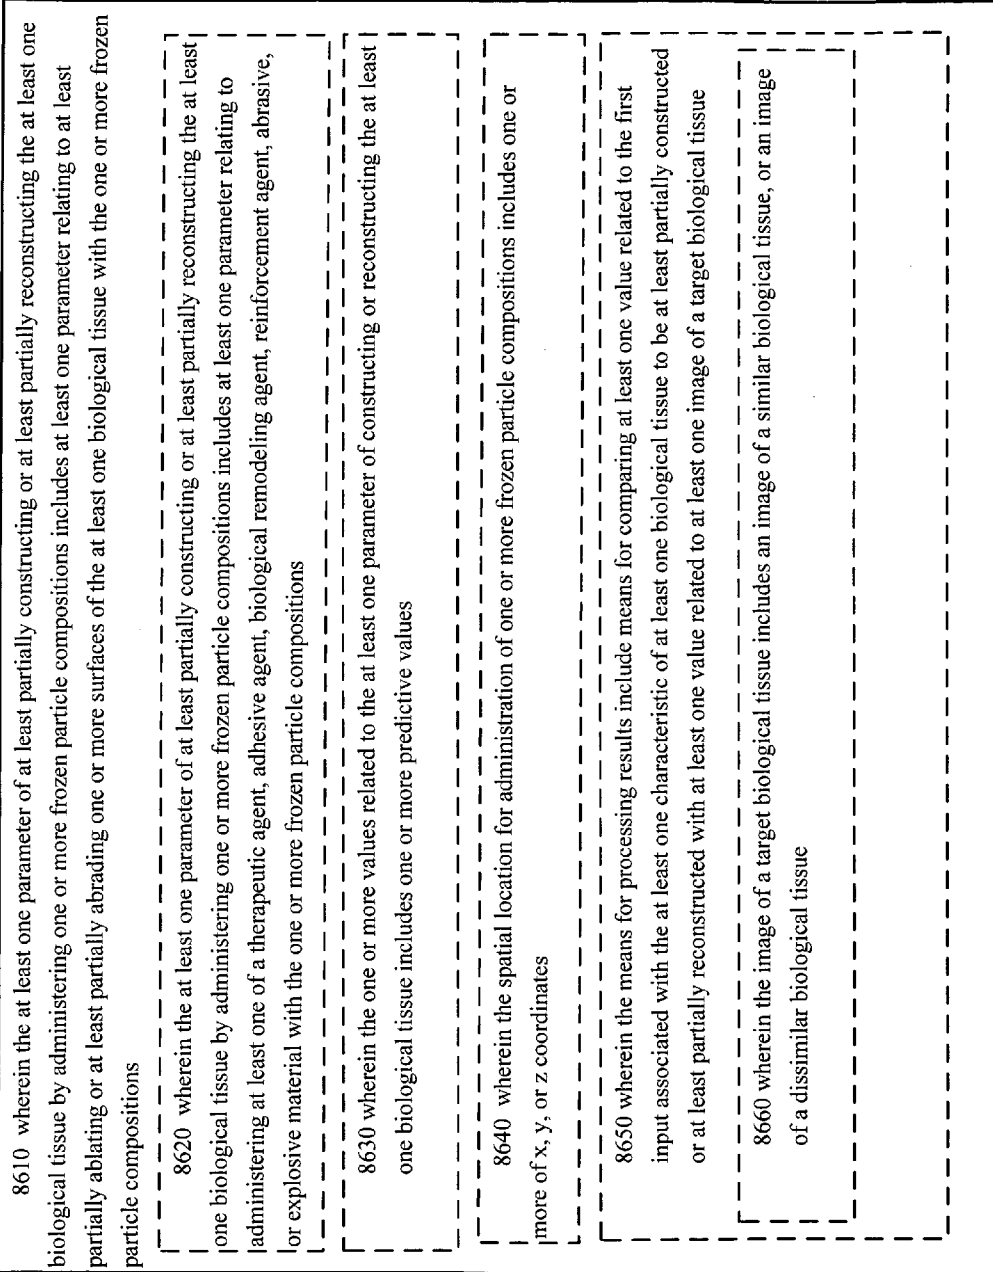 8610 wherein the at least one parameter of at least partially constructing or at least partially reconstructing the at least one
biological tissue by administering one or more frozen particle compositions includes at least one parameter relating to at least
partially ablating or at least partially abrading one or more surfaces of the at least one biological tissue with the one or more frozen
particle compositions
8620 wherein the at least one parameter of at least partially constructing or at least partially reconstructing the at least
one biological tissue by administering one or more frozen particle compositions includes at least one parameter relating to
administering at least one of a therapeutic agent, adhesive agent, biological remodeling agent, reinforcement agent, abrasive,
or explosive material with the one or more frozen particle compositions
8630 wherein the one or more values related to the at least one parameter of constructing or reconstructing the at least
one biological tissue includes one or more predictive values
8640 wherein the spatial location for administration of one or more frozen particle compositions includes one or
more of x, y, or z coordinates
8650 wherein the means for processing results include means for comparing at least one value related to the first
input associated with the at least one characteristic of at least one biological tissue to be at least partially constructed
or at least partially reconstructed with at least one value related to at least one image of a target biological tissue
8660 wherein the image of a target biological tissue includes an image of a similar biological tissue, or an image
of a dissimilar biological tissue